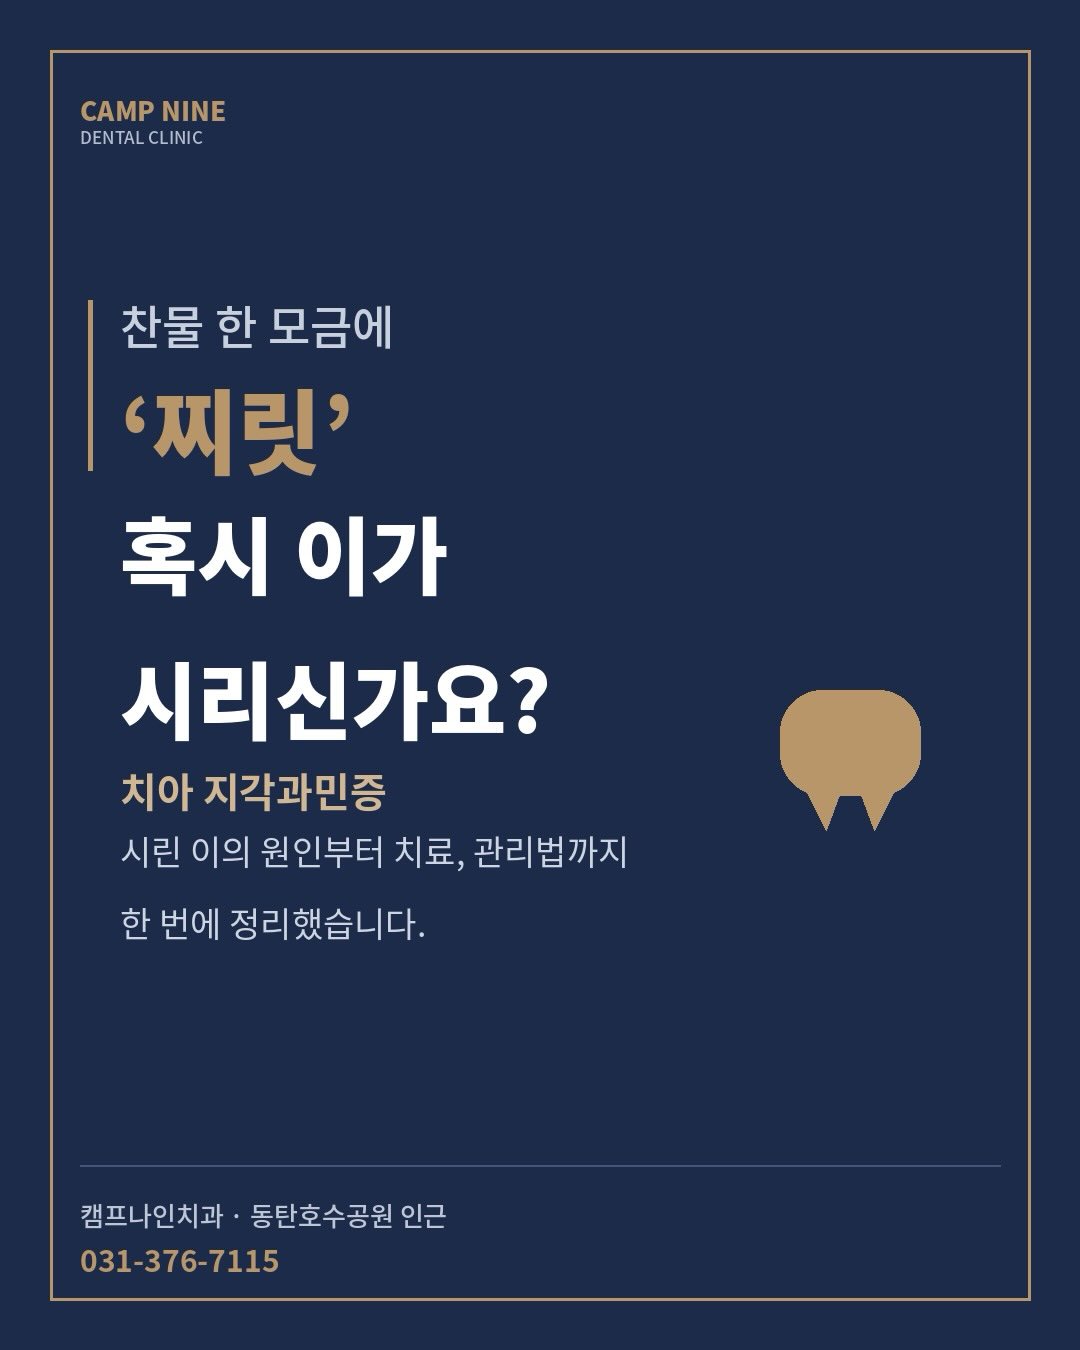 CAMP NINE
DENTAL CLINIC
찬물 한 모금에
‘찌릿’
혹시 이가
시리신가요?
치아 지각과민증
시린 이의 원인부터 치료, 관리법까지
한 번에 정리했습니다.
캠프나인치과 · 동탄호수공원 인근
031-376-7115